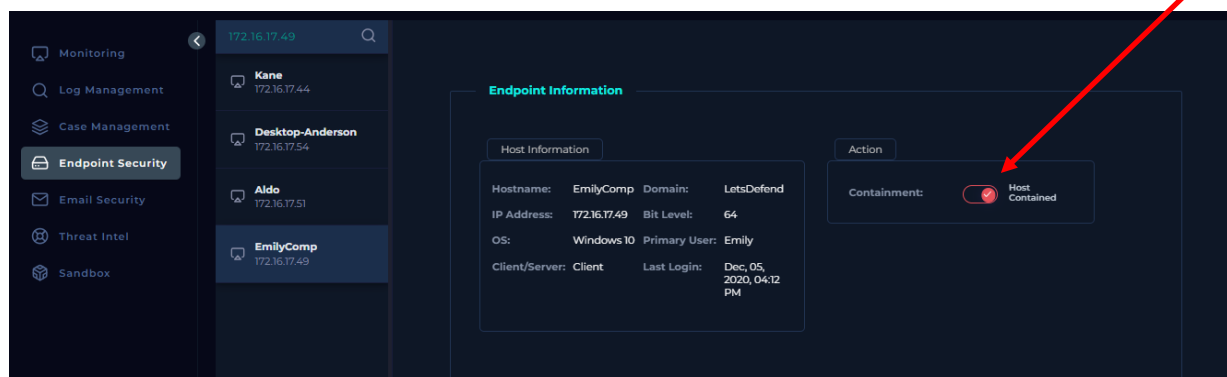 Monitoring
Log Management
Case Management
Endpoint Security
Email Security
Threat Intel
Sandbox
172.16.17.49
Kane
172.16.17.44
Desktop-Anderson
172.16.17.54
Aldo
172.16.17.51
EmilyComp
172.16.17.49
Endpoint Information
Host Information
Hostname: EmilyComp Domain: LetsDefend
IP Address: 172.16.17.49 Bit Level: 64
OS: Windows 10 Primary User: Emily
Client/Server: Client Last Login: Dec, 05,
2020, 04:12
PM
Action
Containment: Host
Contained